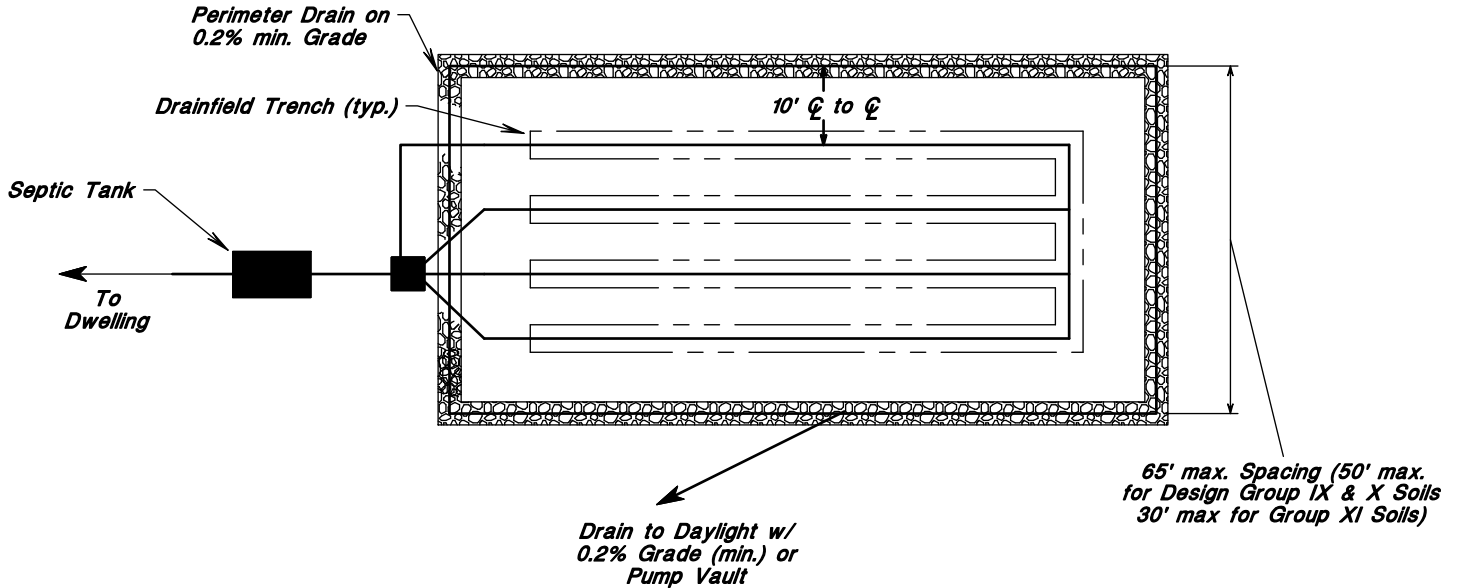 Perimeter Drain on
0.2% min. Grade
Drainfield Trench (typ.)
10' ℄ to ℄
Septic Tank
To
Dwelling
65' max. Spacing (50' max.
for Design Group IX & X Soils
30' max for Group XI Soils)
Drain to Daylight w/
0.2% Grade (min.) or
Pump Vault